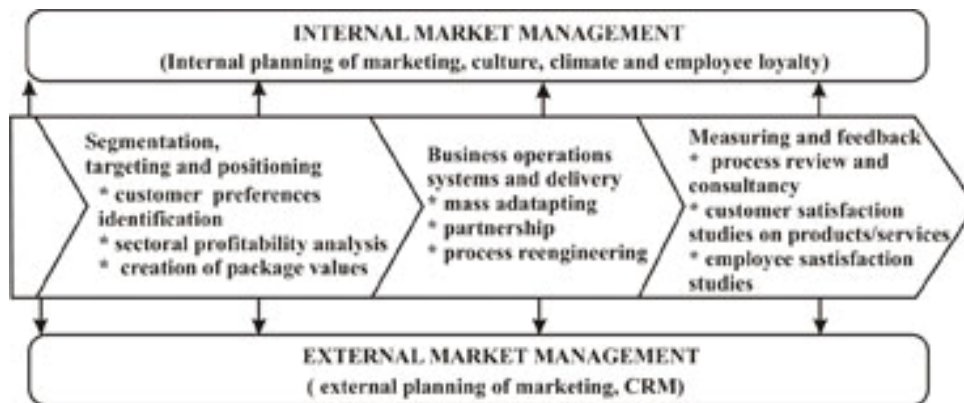 INTERNAL MARKET MANAGEMENT
(Internal planning of marketing, culture, climate and employee loyalty)
Segmentation,
targeting and positioning
* customer preferences
identification
* sectoral profitability analysis
* creation of package values
Business operations
systems and delivery
* mass adatapting
* partnership
* process reengineering
Measuring and feedback
* process review and
consultancy
* customer satisfaction
studies on products/services
* employee sastisfaction
studies
EXTERNAL MARKET MANAGEMENT
( external planning of marketing, CRM)